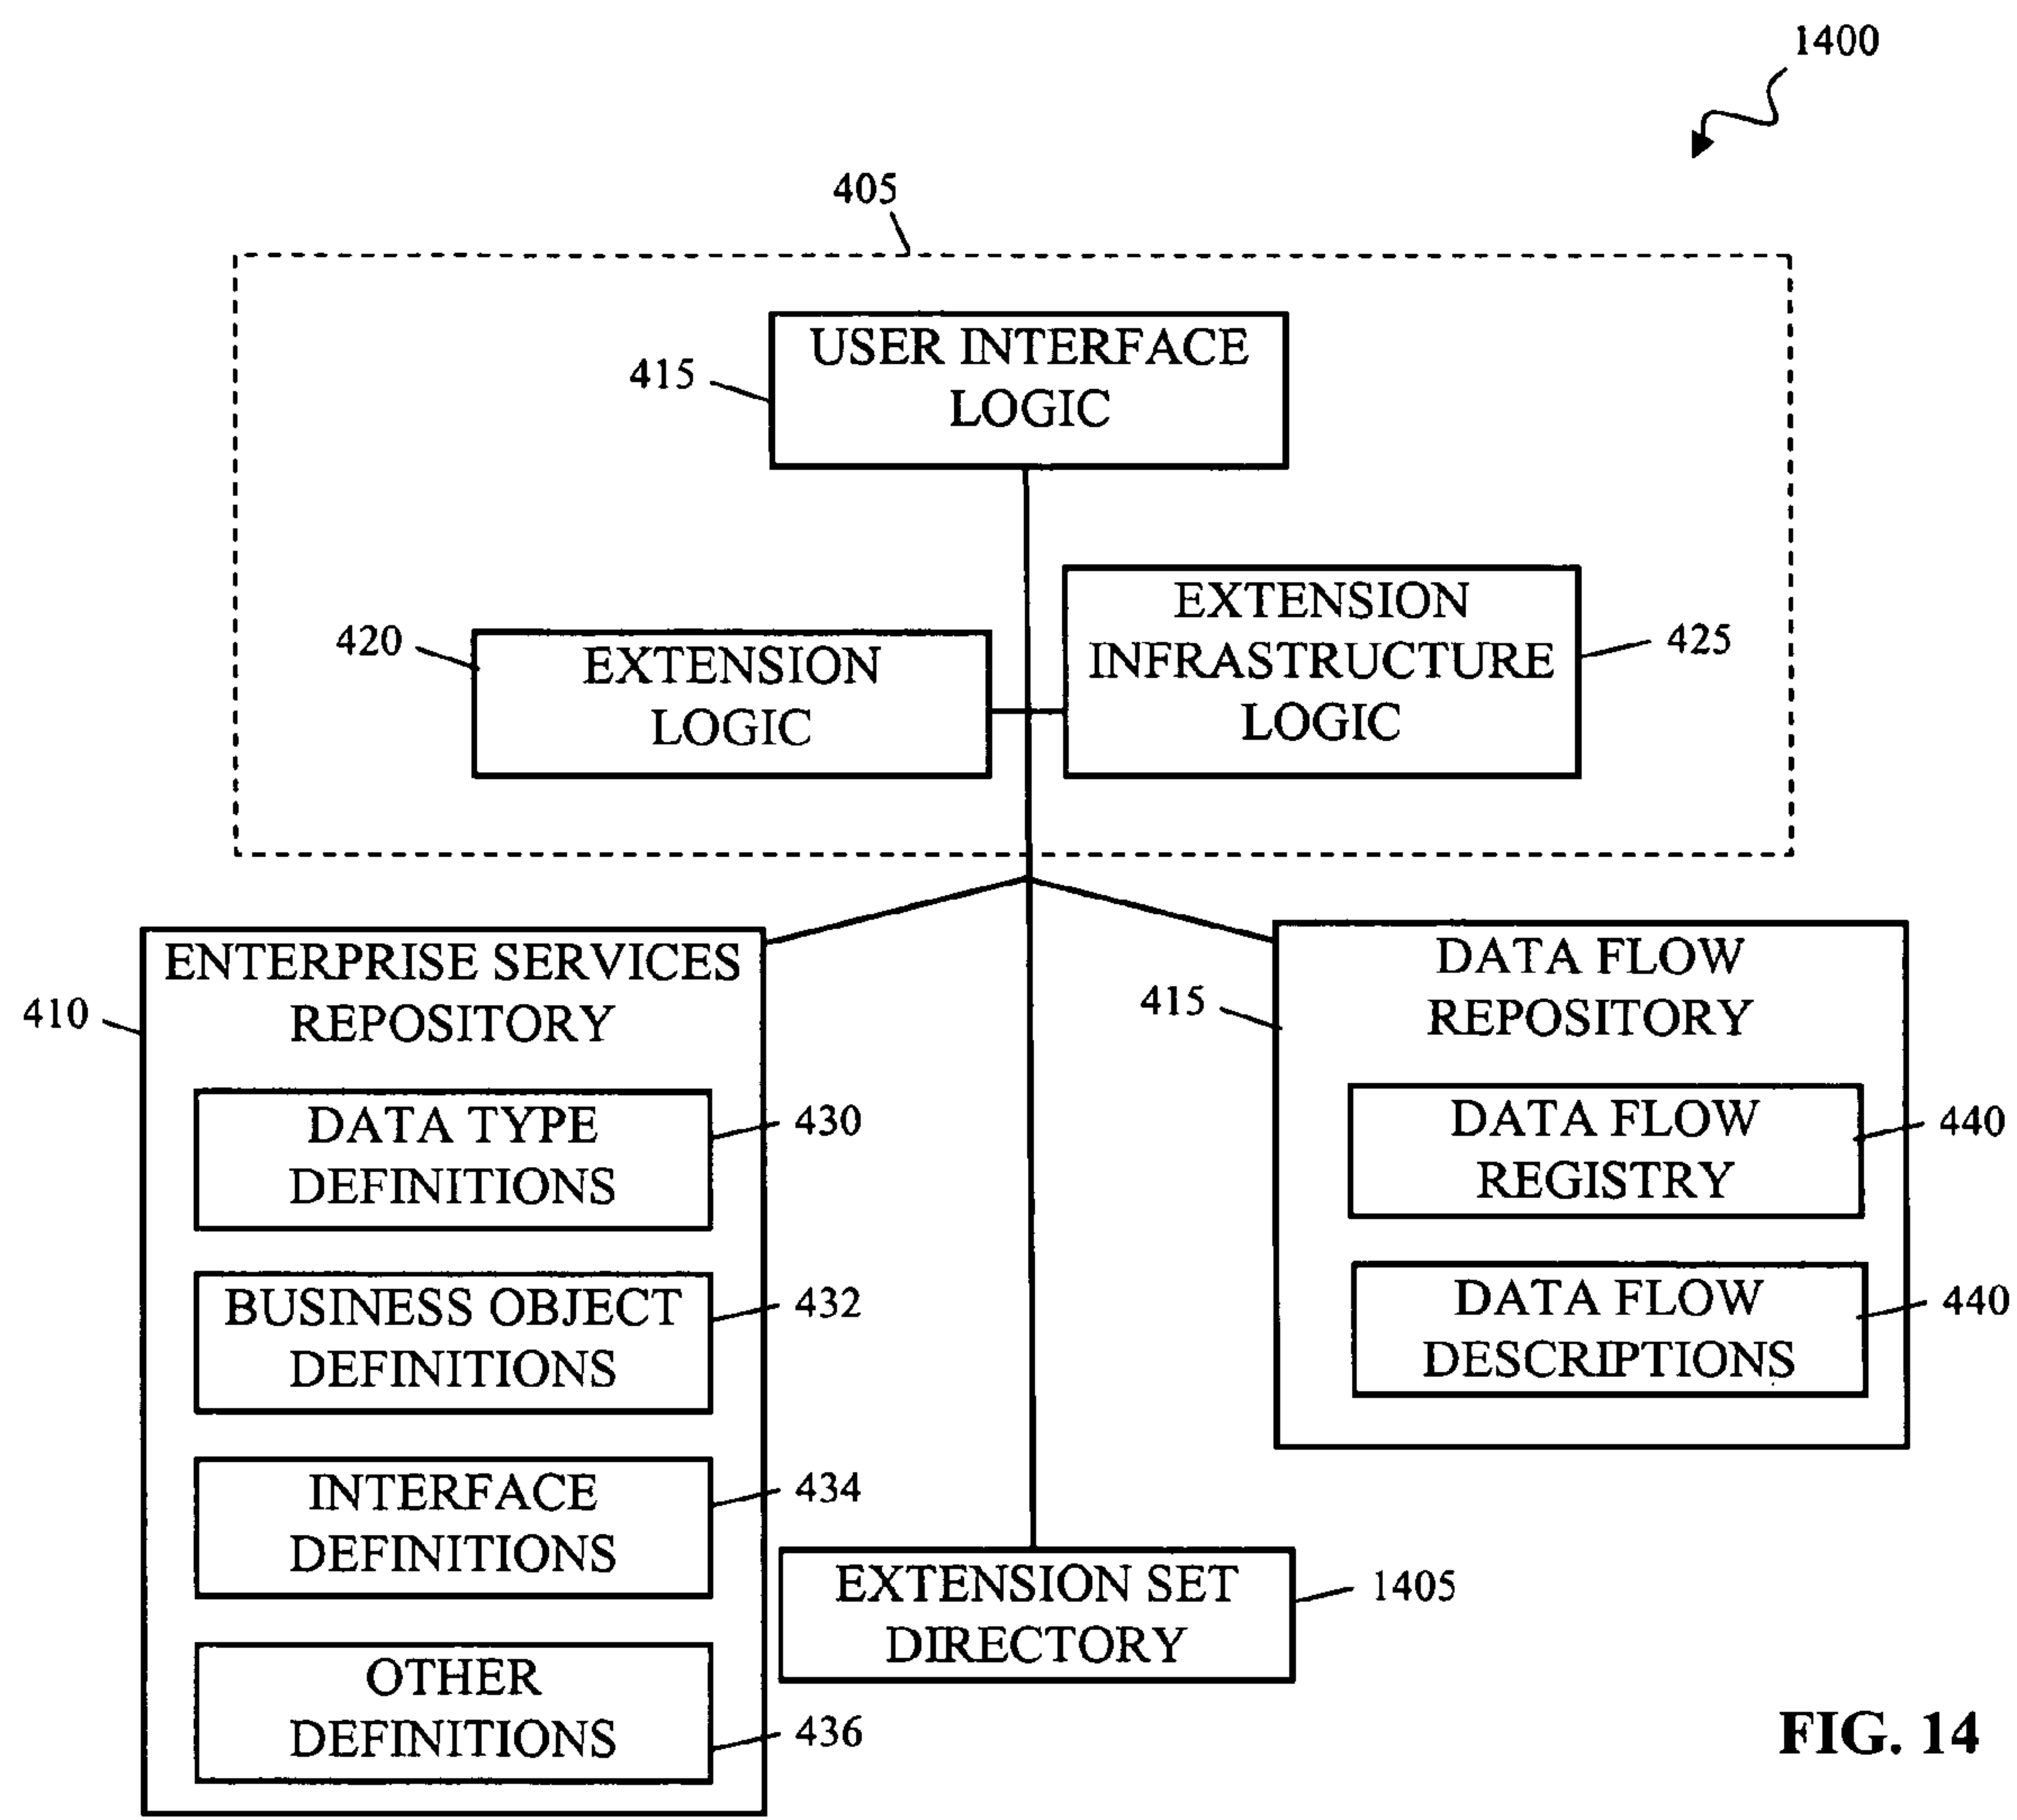 1400
405
USER INTERFACE
LOGIC
415
EXTENSION
LOGIC
420
EXTENSION
INFRASTRUCTURE
LOGIC
425
ENTERPRISE SERVICES
REPOSITORY
410
DATA TYPE
DEFINITIONS
430
BUSINESS OBJECT
DEFINITIONS
432
INTERFACE
DEFINITIONS
434
OTHER
DEFINITIONS
436
DATA FLOW
REPOSITORY
415
DATA FLOW
REGISTRY
440
DATA FLOW
DESCRIPTIONS
440
EXTENSION SET
DIRECTORY
1405
FIG. 14